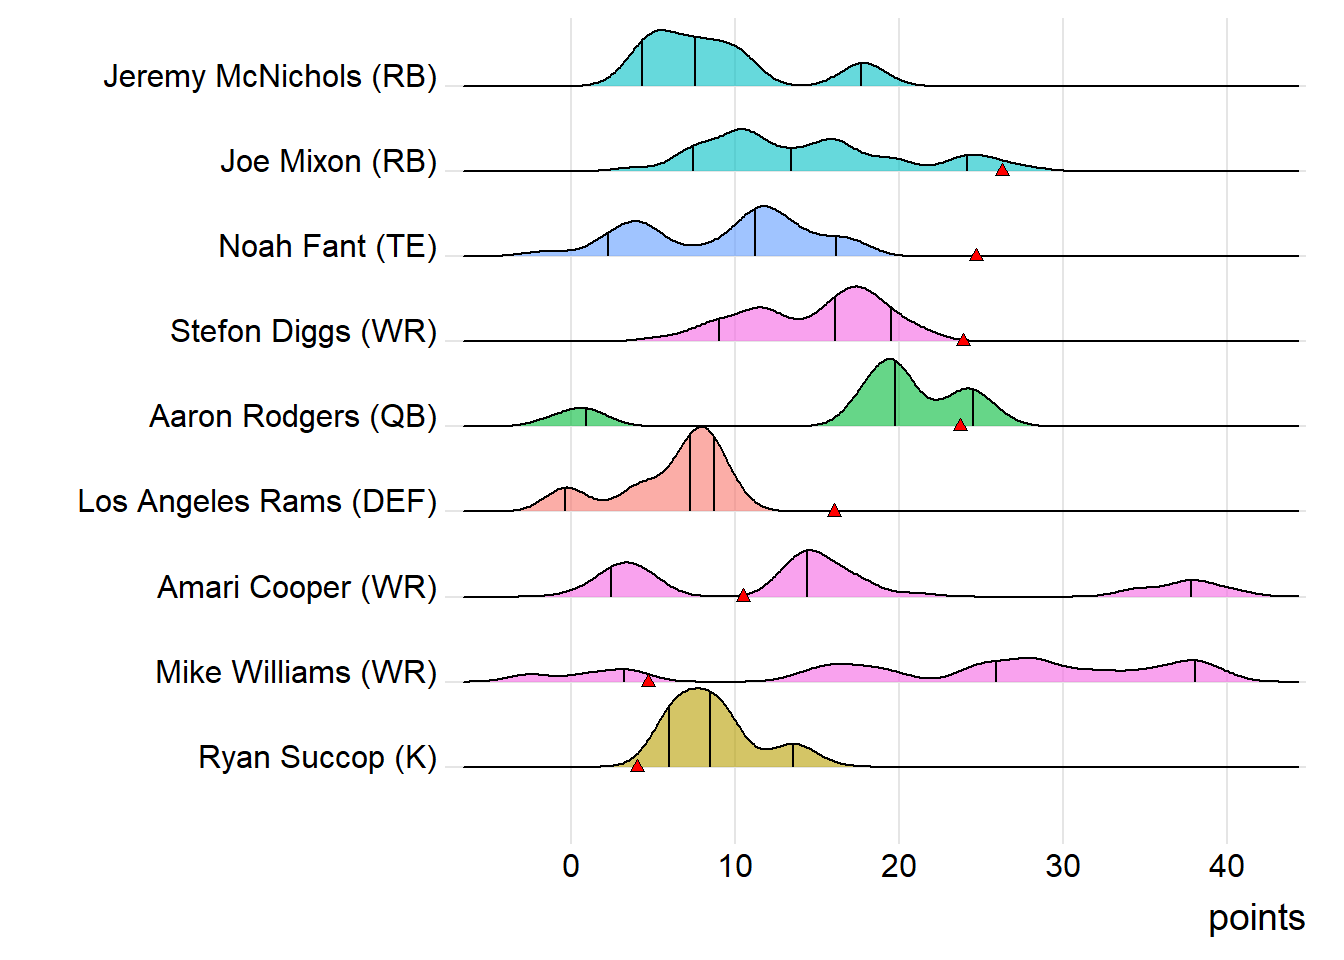 Jeremy McNichols (RB)
Joe Mixon (RB)
Noah Fant (TE)
Stefon Diggs (WR)
Aaron Rodgers (QB)
Los Angeles Rams (DEF)
Amari Cooper (WR)
Mike Williams (WR)
Ryan Succop (K)
0 10 20 30 40
points